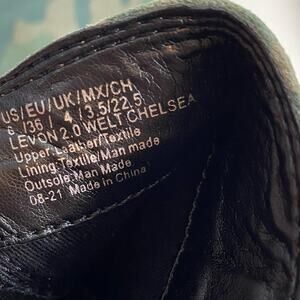 US/EU/UK/MX/CH
6 /36 / 4 / 3.5/22.5
LEVON 2.0 WELT CHELSEA
Upper:Leather/Textile
Lining:Textile/Man made
Outsole:Man Made
08-21 Made in China